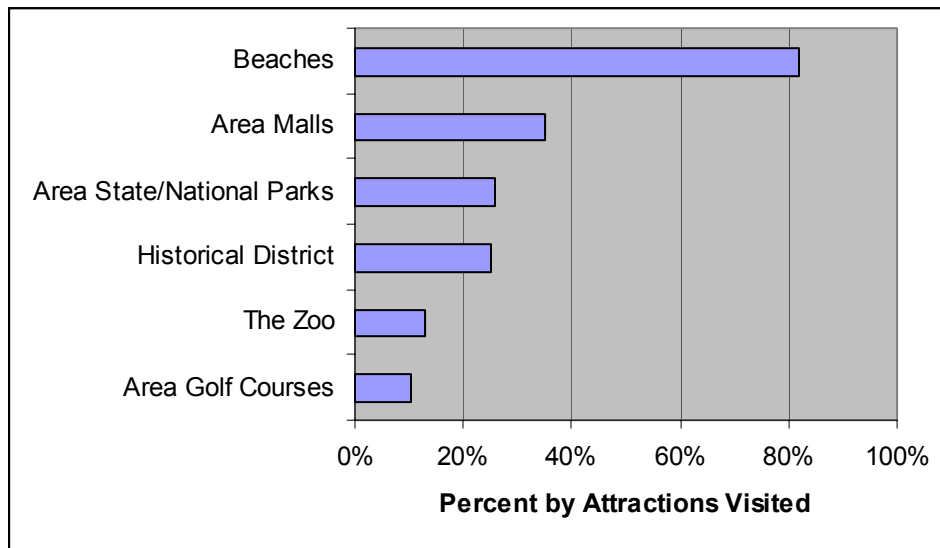 Beaches
Area Malls
Area State/National Parks
Historical District
The Zoo
Area Golf Courses
0% 20% 40% 60% 80% 100%
Percent by Attractions Visited